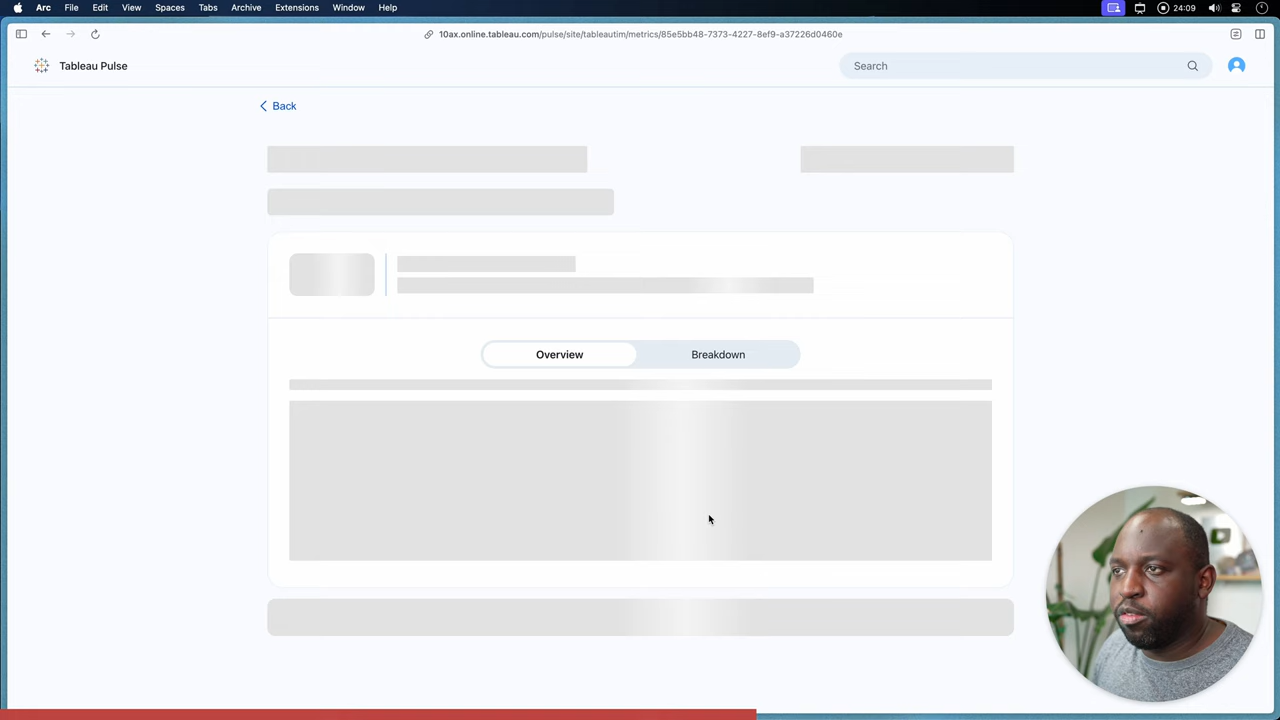 Arc File Edit View Spaces Tabs Archive Extensions Window Help 24:09
10ax.online.tableau.com/pulse/site/tableautim/metrics/85e5bb48-7373-4227-8ef9-a37226d0460e
Tableau Pulse Search
Back
Overview Breakdown